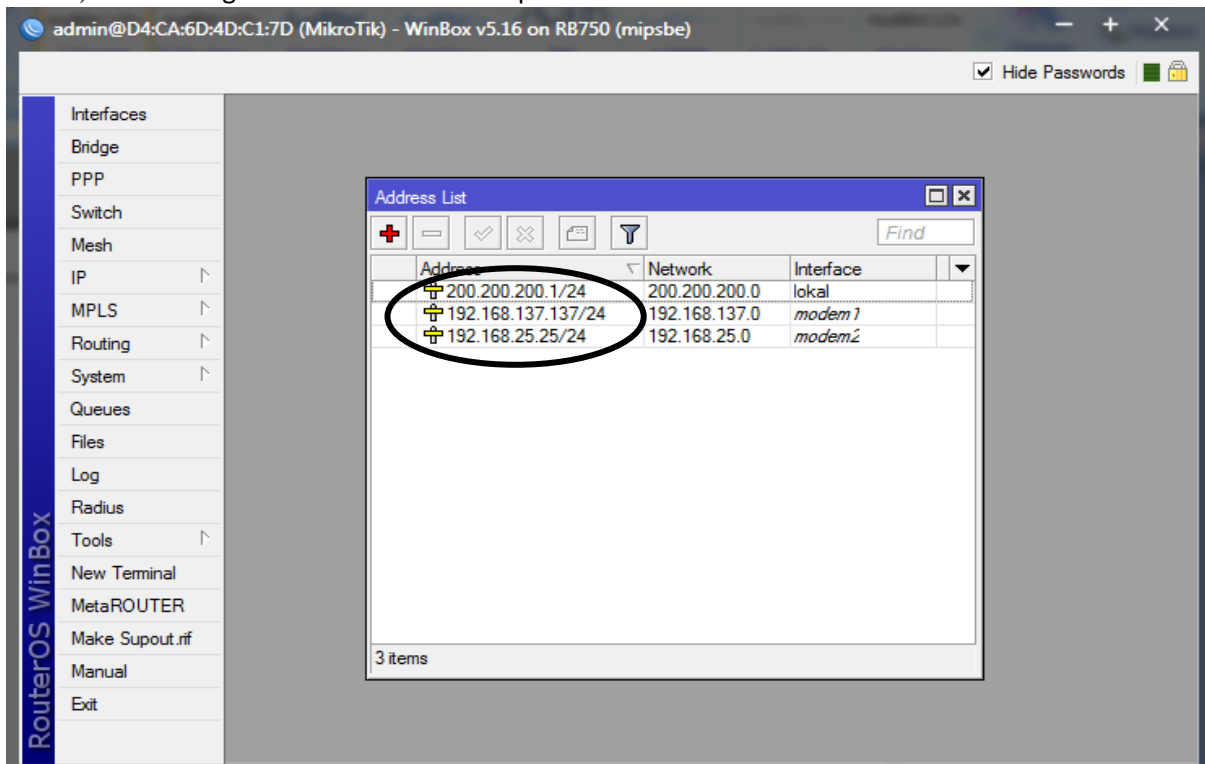 admin@D4:CA:6D:4D:C1:7D (MikroTik) - WinBox v5.16 on RB750 (mipsbe)
Hide Passwords
Interfaces
Bridge
PPP
Switch
Mesh
IP
MPLS
Routing
System
Queues
Files
Log
Radius
Tools
New Terminal
MetaROUTER
Make Supout.rif
Manual
Exit
RouterOS WinBox
Address List
Find
Address Network Interface
200.200.200.1/24 200.200.200.0 lokal
192.168.137.137/24 192.168.137.0 modem1
192.168.25.25/24 192.168.25.0 modem2
3 items